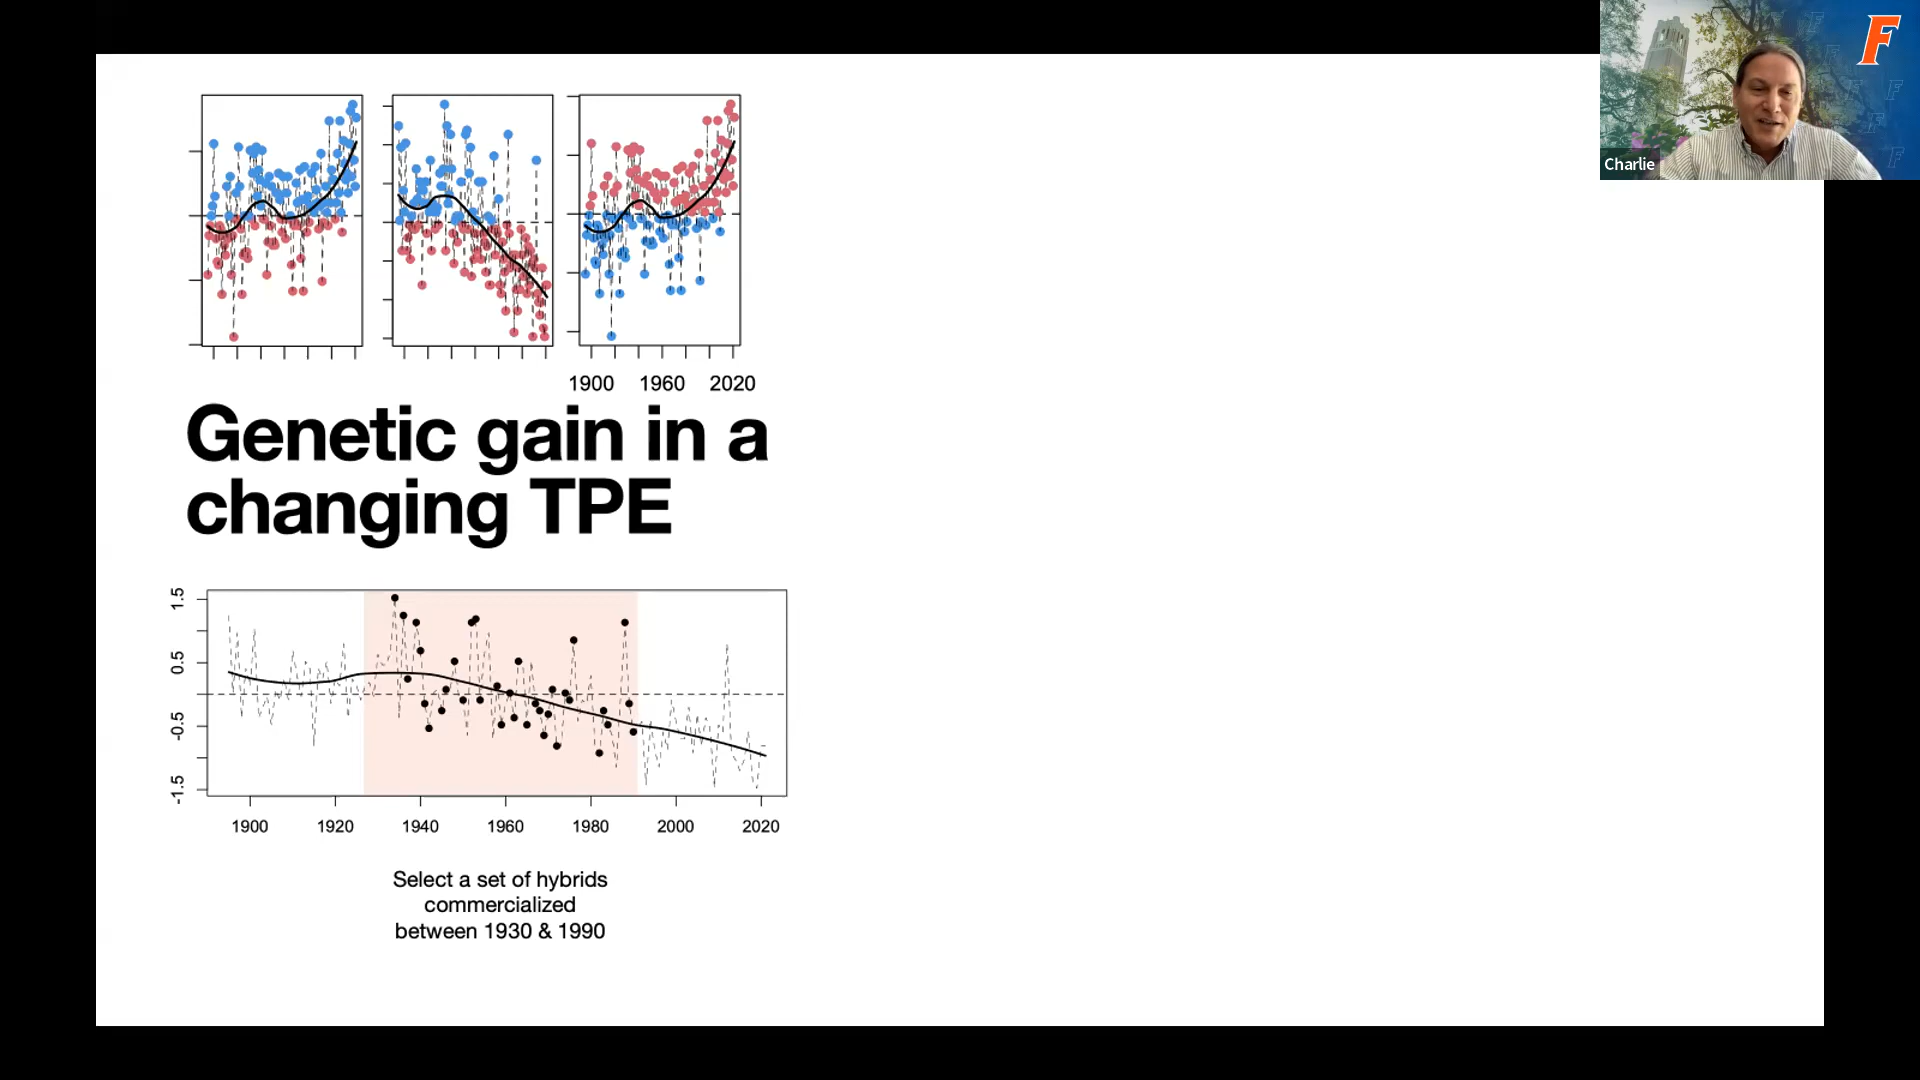 F
Charlie
1900 1960 2020
Genetic gain in a
changing TPE
1.5
0.5
-0.5
-1.5
1900 1920 1940 1960 1980 2000 2020
Select a set of hybrids
commercialized
between 1930 & 1990